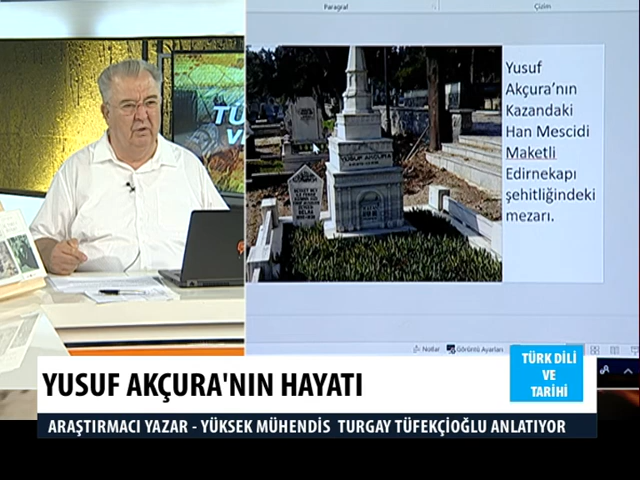 Paragraf
Çizim
TÜ
V
YUSUF AKÇURA
Yusuf
Akçura'nın
Kazandaki
Han Mescidi
Maketli
Edirnekapı
şehitliğindeki
mezarı.
Notlar
Görüntü Ayarları
TÜRK DİLİ
VE
TARİHİ
YUSUF AKÇURA'NIN HAYATI
ARAŞTIRMACI YAZAR - YÜKSEK MÜHENDİS TURGAY TÜFEKÇİOĞLU ANLATIYOR